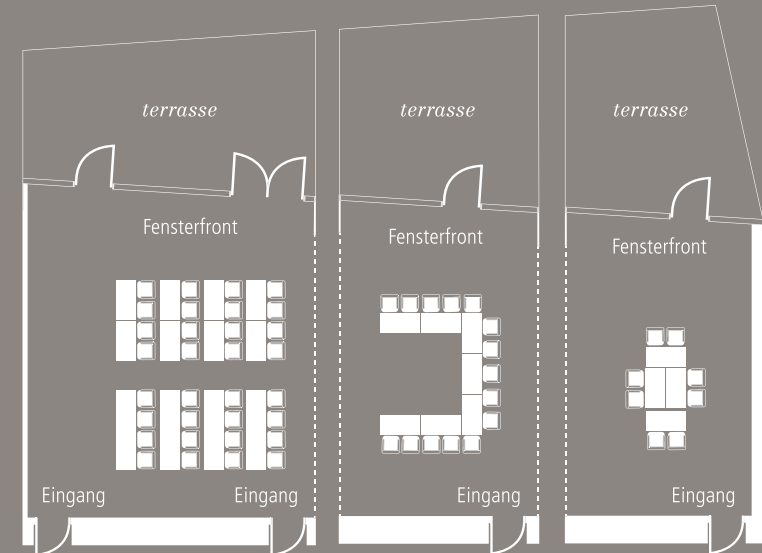 terrasse
terrasse
terrasse
Fensterfront
Fensterfront
Fensterfront
Eingang
Eingang
Eingang
Eingang